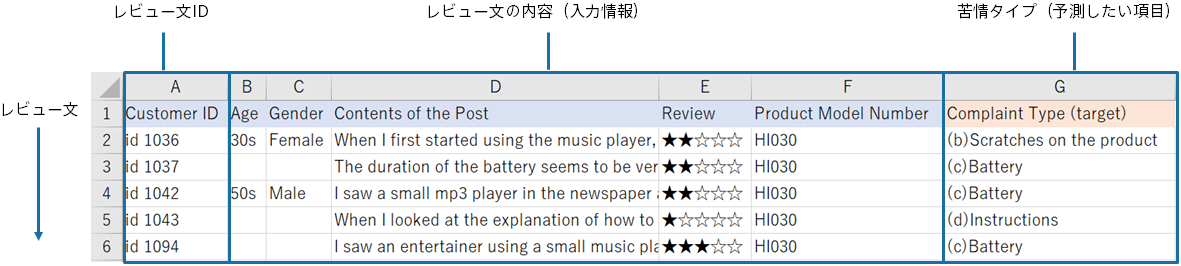 レビュー文ID レビュー文の内容（入力情報） 苦情タイプ（予測したい項目）
レビュー文
A B C D E F G
1 Customer ID Age Gender Contents of the Post Review Product Model Number Complaint Type (target)
2 id 1036 30s Female When I first started using the music player, ★★☆☆☆ HI030 (b)Scratches on the product
3 id 1037 The duration of the battery seems to be ver ★★☆☆☆ HI030 (c)Battery
4 id 1042 50s Male I saw a small mp3 player in the newspaper a ★★☆☆☆ HI030 (c)Battery
5 id 1043 When I looked at the explanation of how to ★☆☆☆☆ HI030 (d)Instructions
6 id 1094 I saw an entertainer using a small music pla ★★★☆☆ HI030 (c)Battery